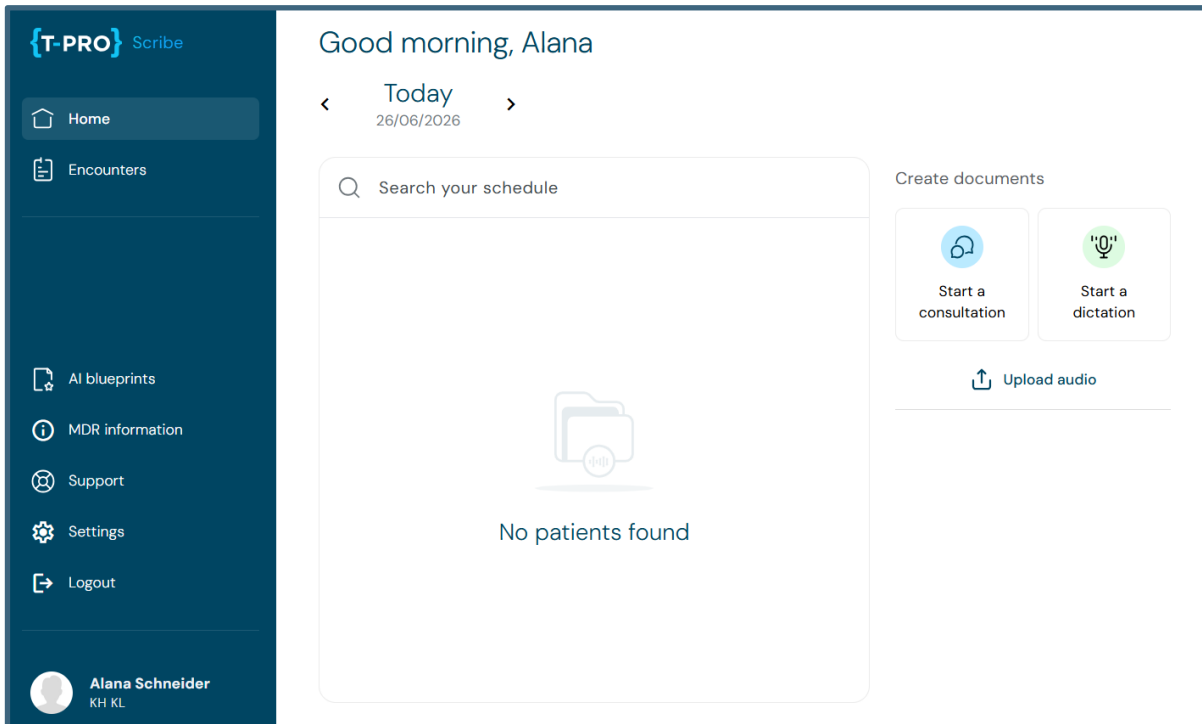 {T-PRO} Scribe
Home
Encounters
AI blueprints
MDR information
Support
Settings
Logout
Alana Schneider
KH KL
Good morning, Alana
Today
26/06/2026
Search your schedule
No patients found
Create documents
Start a
consultation
Start a
dictation
Upload audio